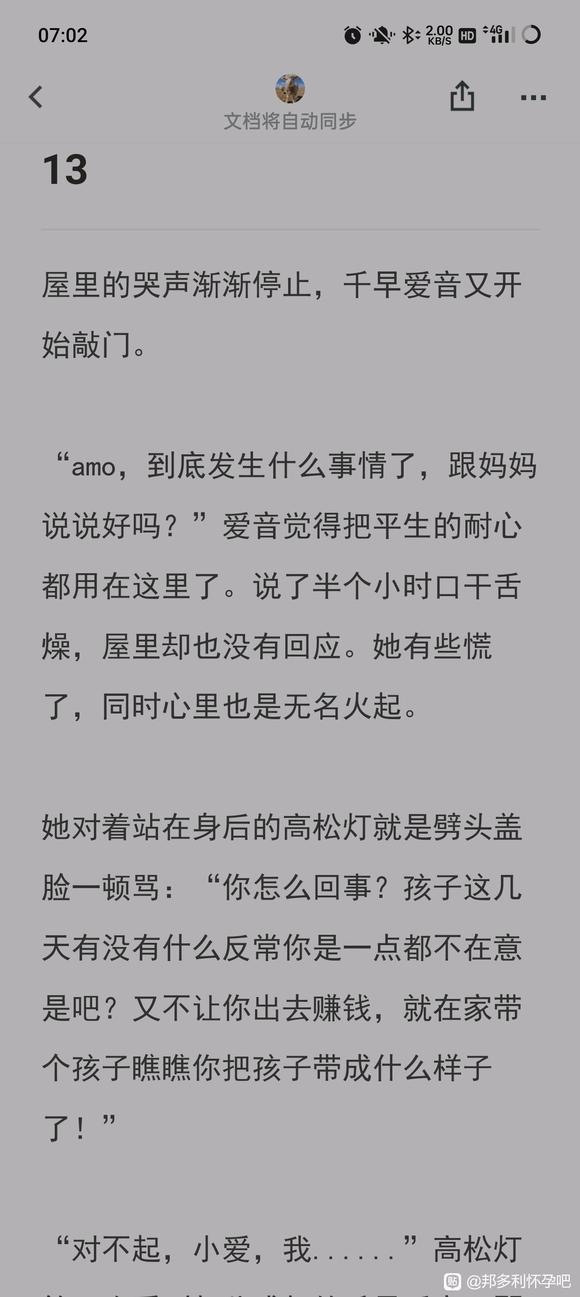 07:02
2.00
KB/S
HD
4G
文档将自动同步
13
屋里的哭声渐渐停止，千早爱音又开
始敲门。
“amo，到底发生什么事情了，跟妈妈
说说好吗？”爱音觉得把平生的耐心
都用在这里了。说了半个小时口干舌
燥，屋里却也没有回应。她有些慌
了，同时心里也是无名火起。
她对着站在身后的高松灯就是劈头盖
脸一顿骂：“你怎么回事？孩子这几
天有没有什么反常你是一点都不在意
是吧？又不让你出去赚钱，就在家带
个孩子瞧瞧你把孩子带成什么样子
了！”
“对不起，小爱，我......”高松灯
贴 @邦多利怀孕吧